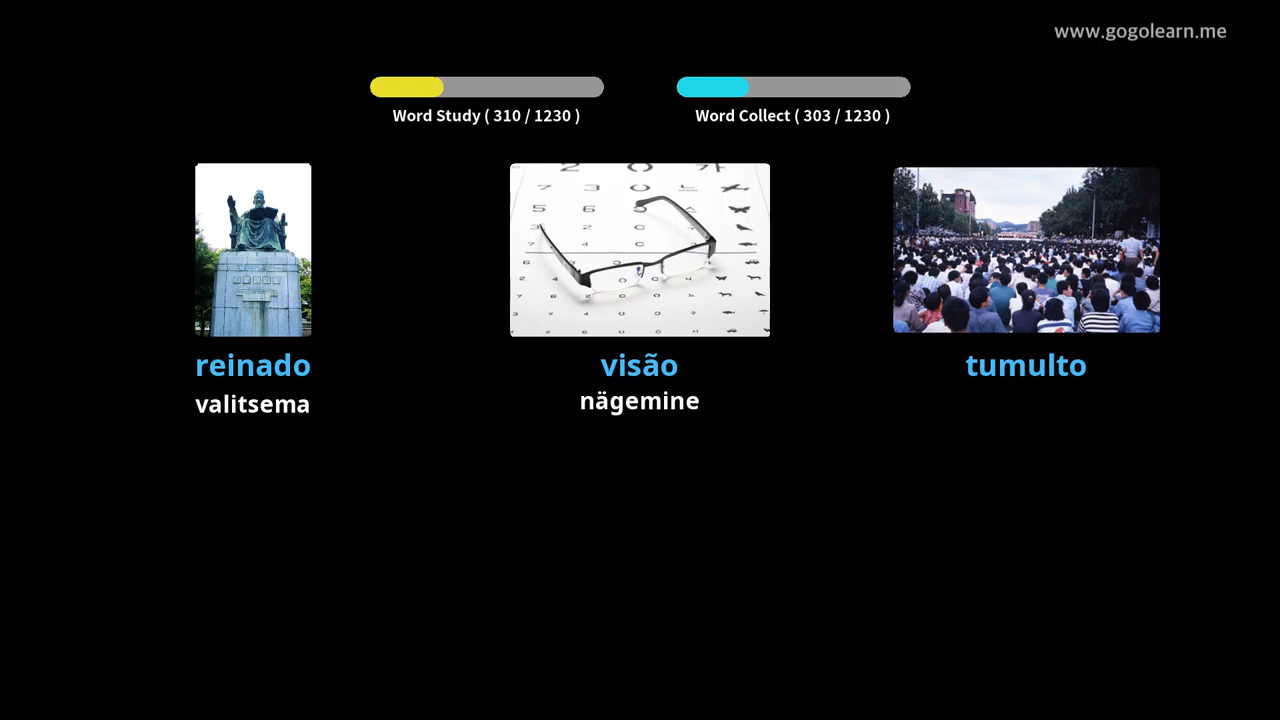 www.gogolearn.me
Word Study ( 310 / 1230 )
Word Collect ( 303 / 1230 )
reinado
valitsema
visão
nägemine
tumulto